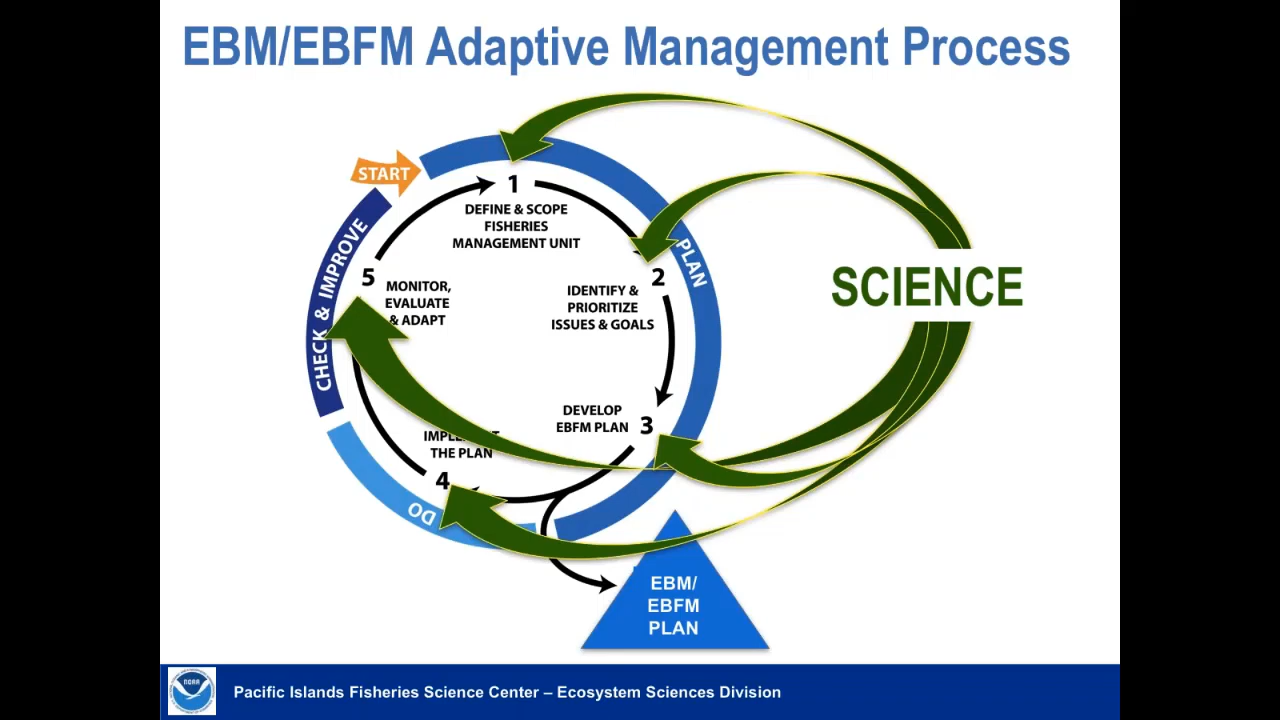 EBM/EBFM Adaptive Management Process
START
1
DEFINE & SCOPE
FISHERIES
MANAGEMENT UNIT
PLAN
2
IDENTIFY &
PRIORITIZE
ISSUES & GOALS
SCIENCE
3
DEVELOP
EBFM PLAN
4
THE PLAN
DO
5
MONITOR,
EVALUATE
& ADAPT
CHECK & IMPROVE
EBM/
EBFM
PLAN
NOAA
Pacific Islands Fisheries Science Center – Ecosystem Sciences Division